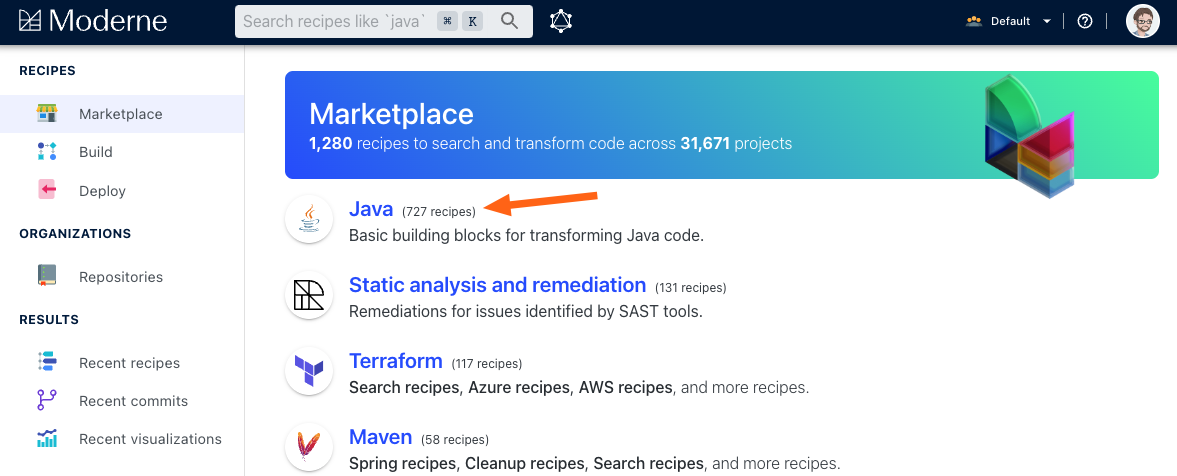 Moderne
Search recipes like `java` ⌘ K
Default
RECIPES
Marketplace
Build
Deploy
ORGANIZATIONS
Repositories
RESULTS
Recent recipes
Recent commits
Recent visualizations
Marketplace
1,280 recipes to search and transform code across 31,671 projects
Java (727 recipes)
Basic building blocks for transforming Java code.
Static analysis and remediation (131 recipes)
Remediations for issues identified by SAST tools.
Terraform (117 recipes)
Search recipes, Azure recipes, AWS recipes, and more recipes.
Maven (58 recipes)
Spring recipes, Cleanup recipes, Search recipes, and more recipes.